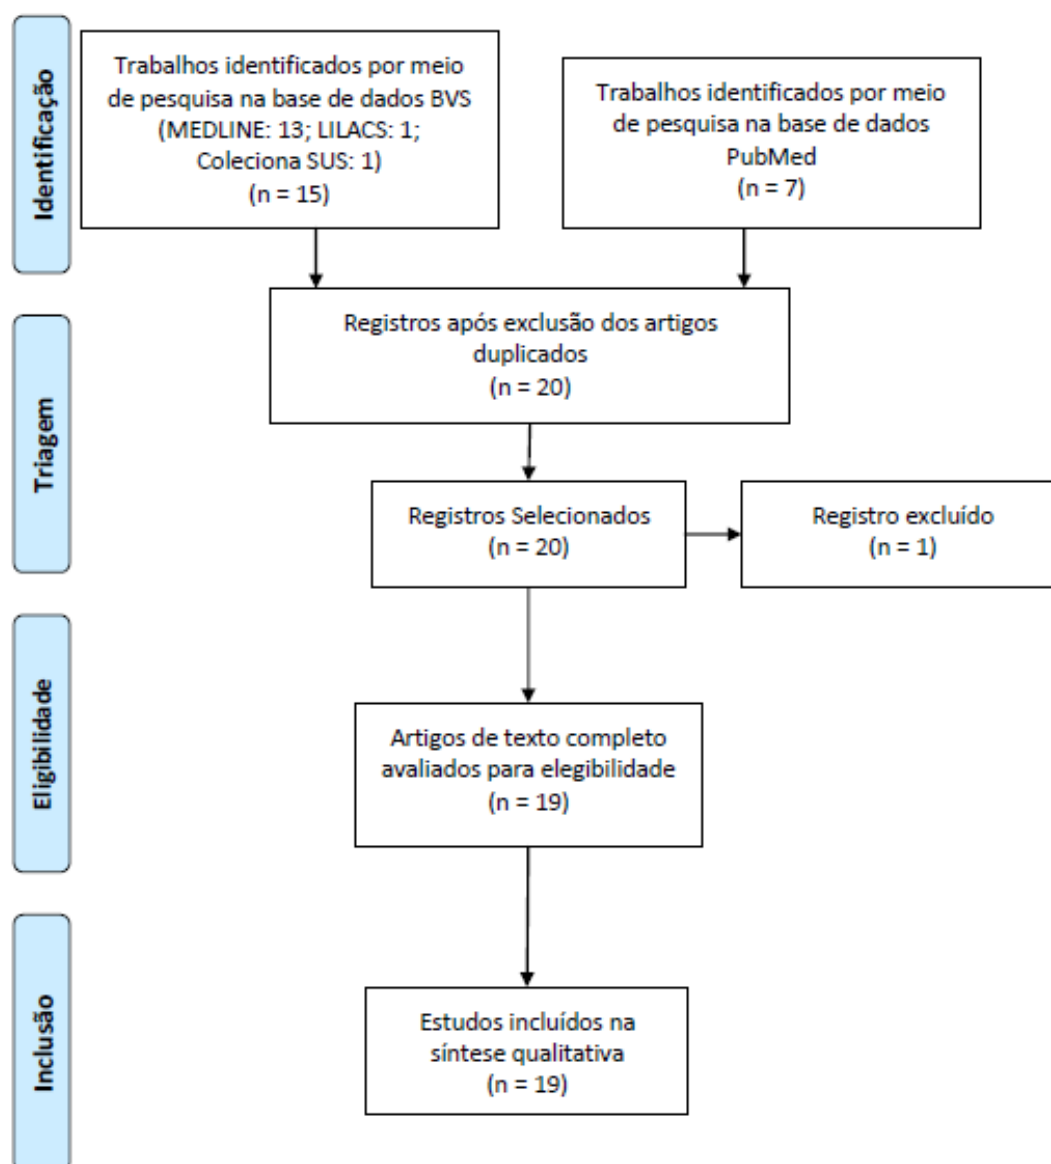 Identificação
Trabalhos identificados por meio
de pesquisa na base de dados BVS
(MEDLINE: 13; LILACS: 1;
Coleciona SUS: 1)
(n = 15)
Trabalhos identificados por meio
de pesquisa na base de dados
PubMed
(n = 7)
Triagem
Registros após exclusão dos artigos
duplicados
(n = 20)
Registros Selecionados
(n = 20)
Registro excluído
(n = 1)
Eligibilidade
Artigos de texto completo
avaliados para elegibilidade
(n = 19)
Inclusão
Estudos incluídos na
síntese qualitativa
(n = 19)